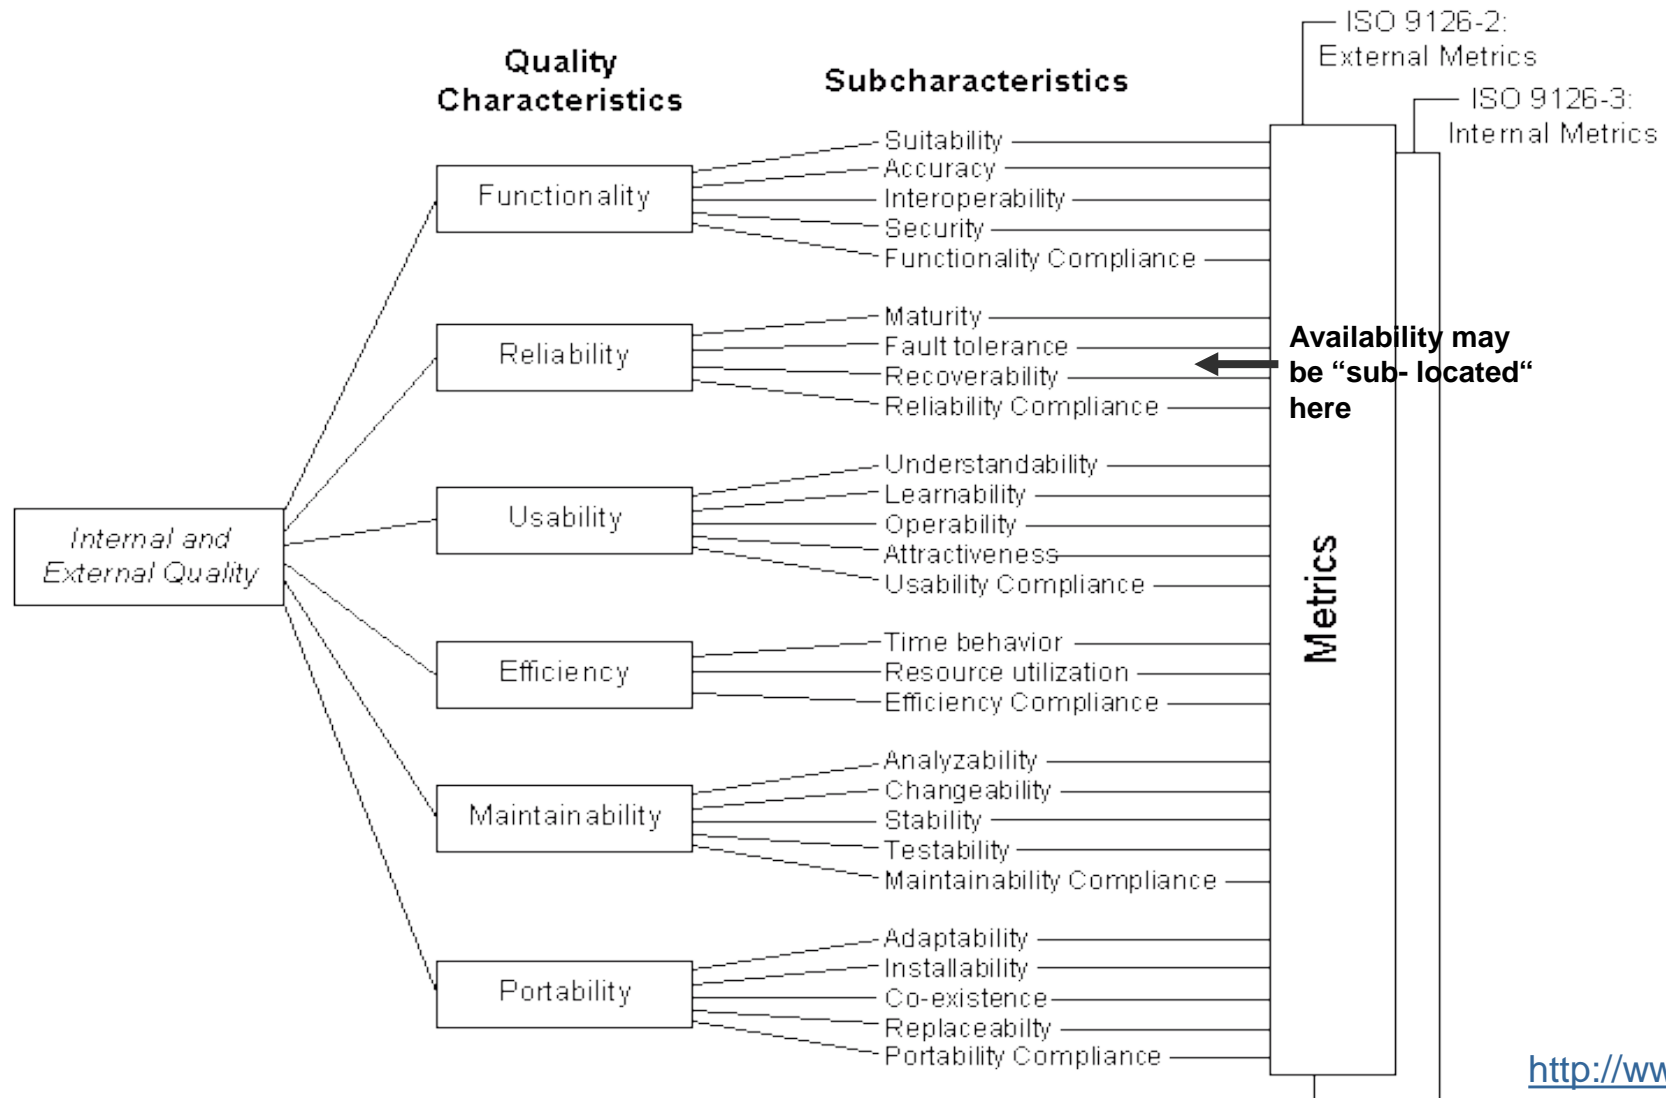 ISO 9126-2:
External Metrics
ISO 9126-3:
Internal Metrics
Quality
Characteristics
Subcharacteristics
Internal and
External Quality
Functionality
Suitability
Accuracy
Interoperability
Security
Functionality Compliance
Reliability
Maturity
Fault tolerance
Recoverability
Reliability Compliance
Availability may
be “sub- located“
here
Usability
Understandability
Learnability
Operability
Attractiveness
Usability Compliance
Efficiency
Time behavior
Resource utilization
Efficiency Compliance
Maintainability
Analyzability
Changeability
Stability
Testability
Maintainability Compliance
Portability
Adaptability
Installability
Co-existence
Replaceabilty
Portability Compliance
Metrics
http://ww